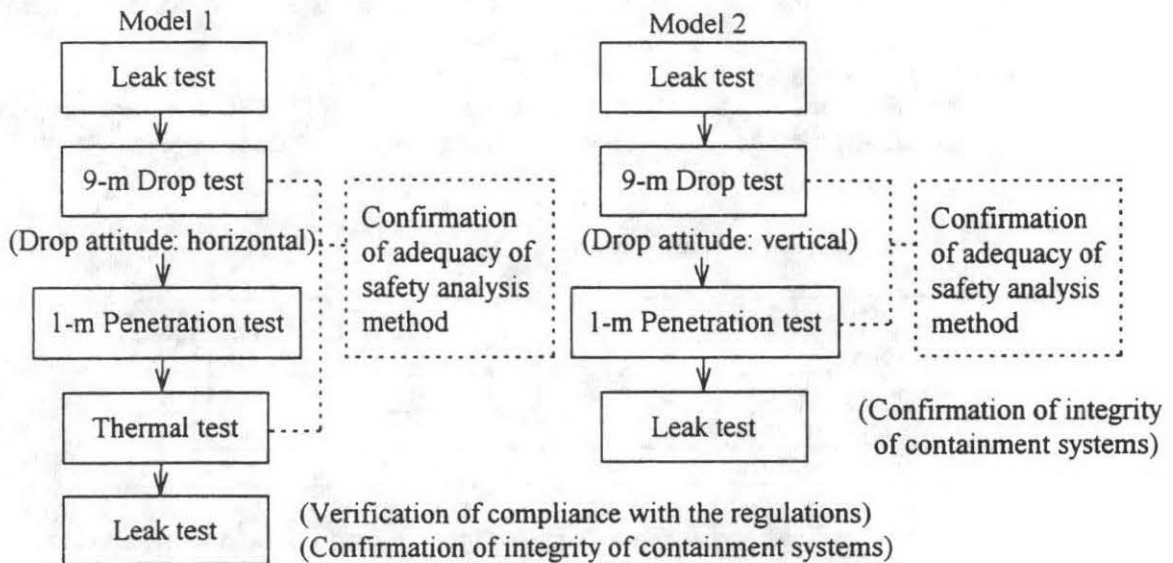 Model 1
Leak test
9-m Drop test
(Drop attitude: horizontal)
1-m Penetration test
Thermal test
Leak test
Confirmation
of adequacy of
safety analysis
method
(Verification of compliance with the regulations)
(Confirmation of integrity of containment systems)
Model 2
Leak test
9-m Drop test
(Drop attitude: vertical)
1-m Penetration test
Leak test
Confirmation
of adequacy of
safety analysis
method
(Confirmation of integrity
of containment systems)